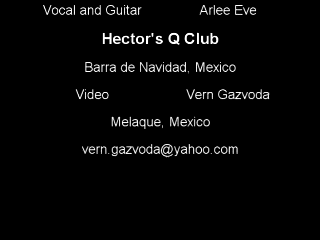 Vocal and Guitar Arlee Eve
Hector's Q Club
Barra de Navidad, Mexico
Video Vern Gazvoda
Melaque, Mexico
vern.gazvoda@yahoo.com